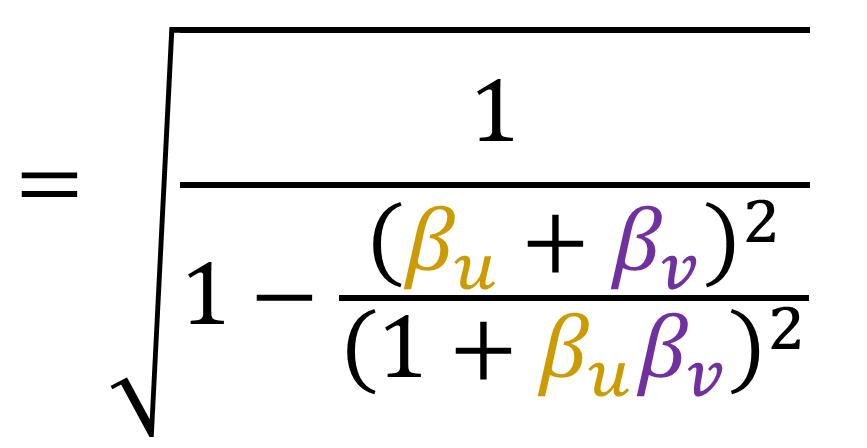 = √(1 / (1 − (β_u + β_v)² / (1 + β_uβ_v)²))